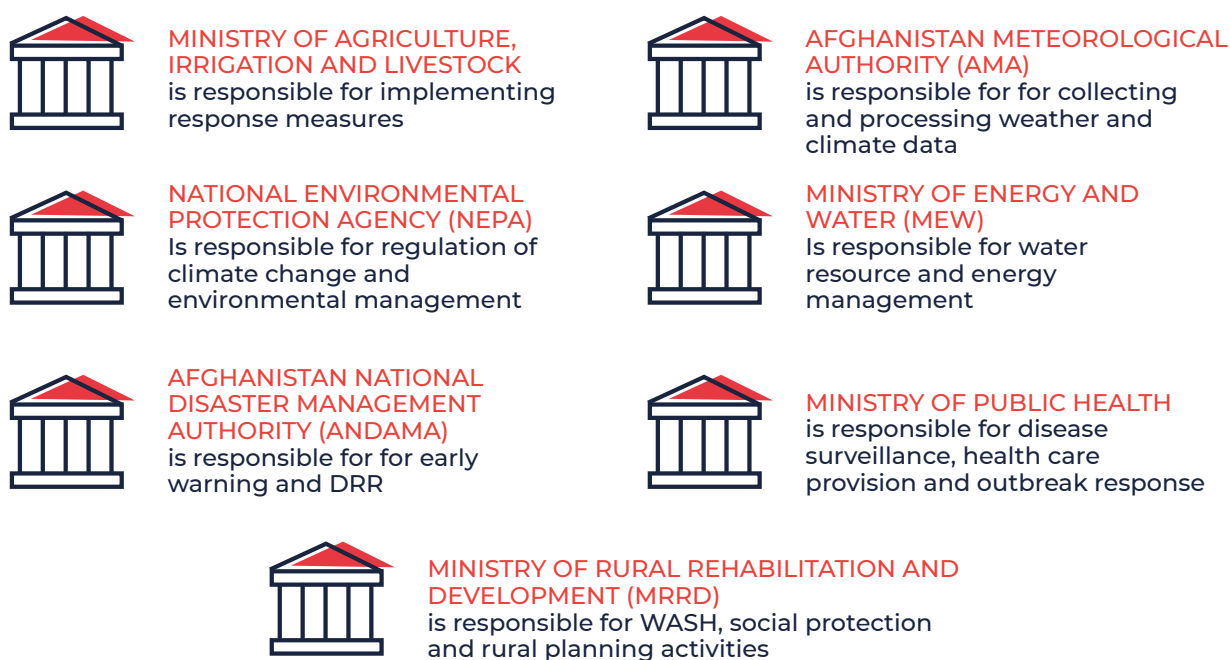 MINISTRY OF AGRICULTURE,
IRRIGATION AND LIVESTOCK
is responsible for implementing
response measures
AFGHANISTAN METEOROLOGICAL
AUTHORITY (AMA)
is responsible for for collecting
and processing weather and
climate data
NATIONAL ENVIRONMENTAL
PROTECTION AGENCY (NEPA)
Is responsible for regulation of
climate change and
environmental management
MINISTRY OF ENERGY AND
WATER (MEW)
Is responsible for water
resource and energy
management
AFGHANISTAN NATIONAL
DISASTER MANAGEMENT
AUTHORITY (ANDAMA)
is responsible for for early
warning and DRR
MINISTRY OF PUBLIC HEALTH
is responsible for disease
surveillance, health care
provision and outbreak response
MINISTRY OF RURAL REHABILITATION AND
DEVELOPMENT (MRRD)
is responsible for WASH, social protection
and rural planning activities